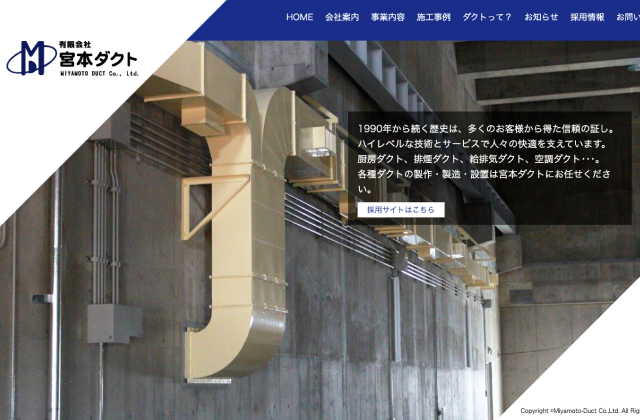 HOME 会社案内 事業内容 施工事例 ダクトって？ お知らせ 採用情報 お問い
有限会社
宮本ダクト
MIYAMOTO DUCT Co., Ltd.
1990年から続く歴史は、多くのお客様から得た信頼の証し。
ハイレベルな技術とサービスで人々の快適を支えています。
厨房ダクト、排煙ダクト、給排気ダクト、空調ダクト･･･。
各種ダクトの製作・製造・設置は宮本ダクトにお任せくださ
い。
採用サイトはこちら
Copyright ©Miyamoto-Duct Co.,Ltd. All Rig